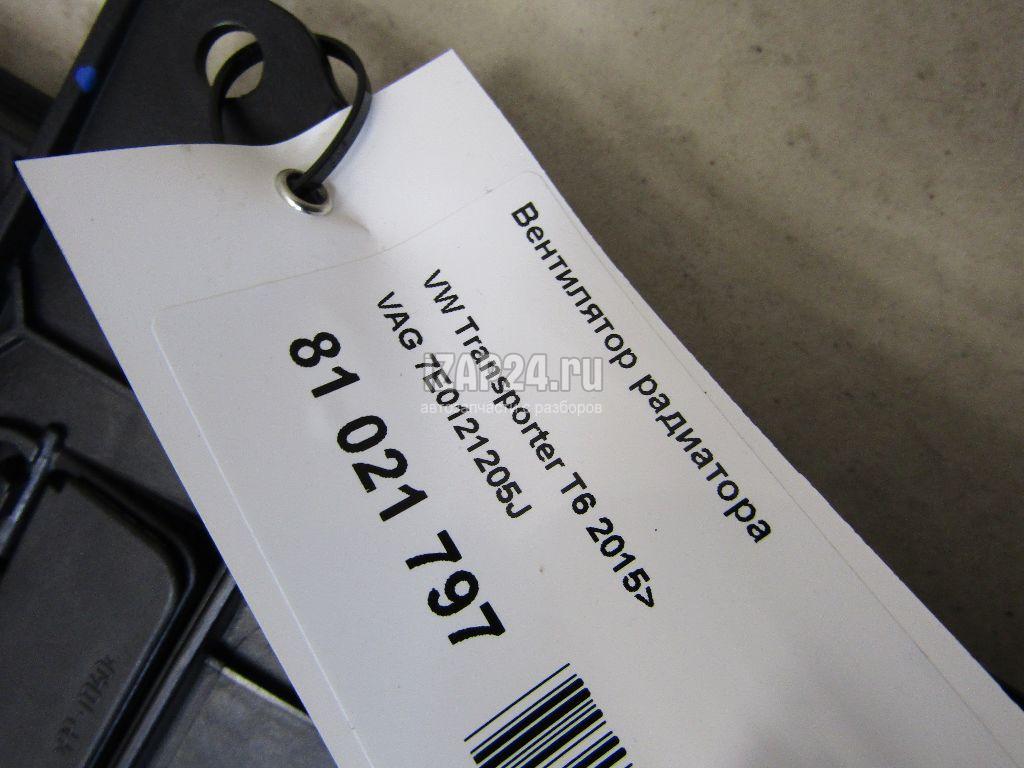 Вентилятор радиатора
VW Transporter T6 2015>
VAG 7E0121205J
81 021 797
iZAP24.ru
автозапчасти с разборов